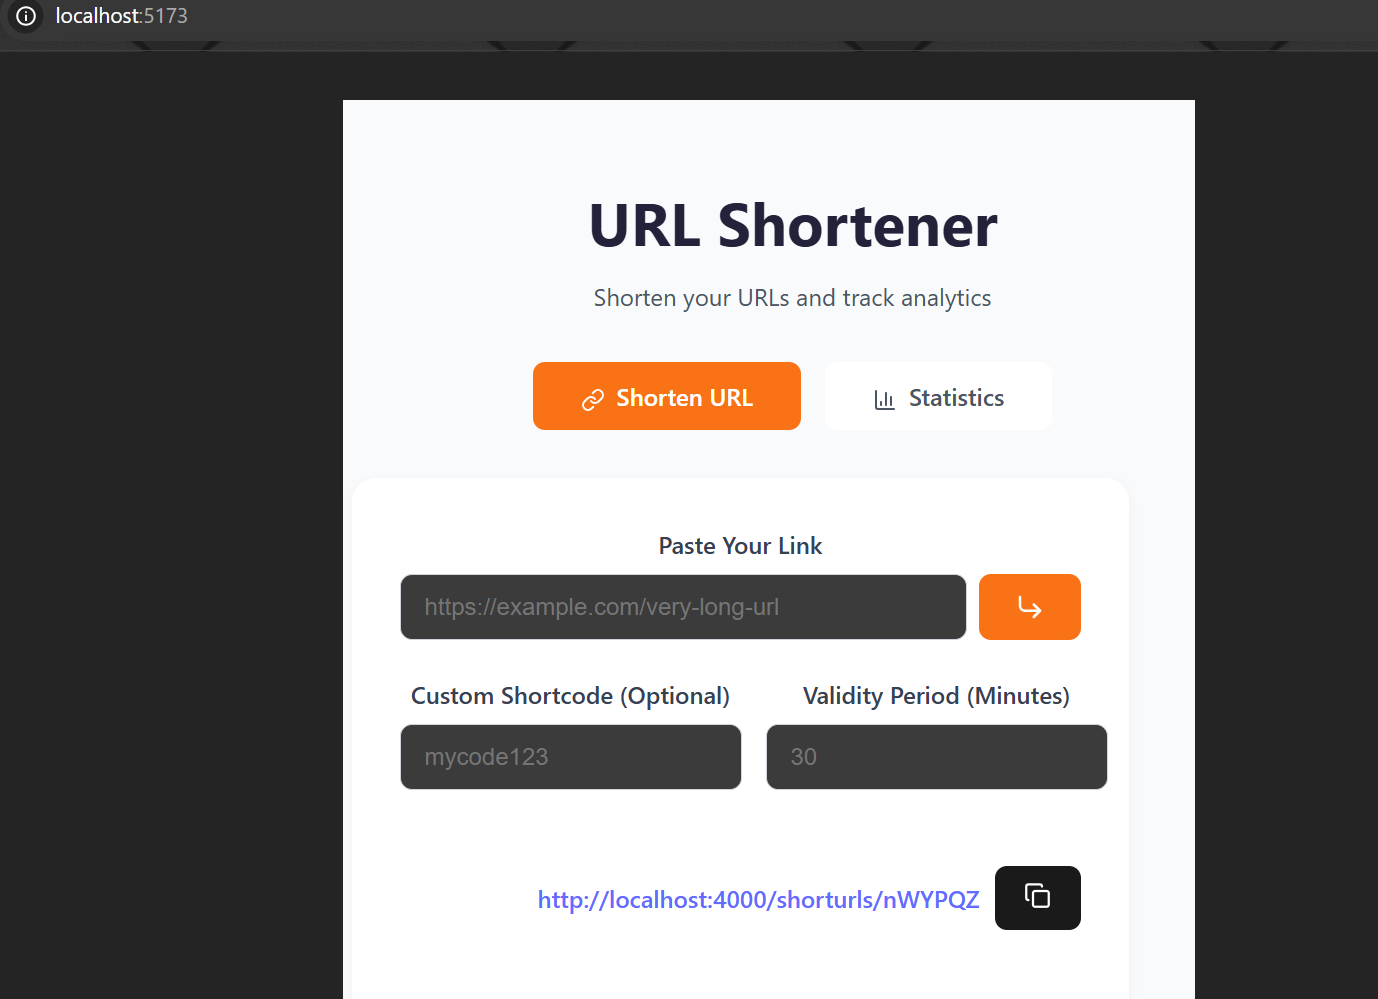 localhost:5173
URL Shortener
Shorten your URLs and track analytics
Shorten URL
Statistics
Paste Your Link
https://example.com/very-long-url
Custom Shortcode (Optional)
Validity Period (Minutes)
mycode123
30
http://localhost:4000/shorturls/nWYPQZ